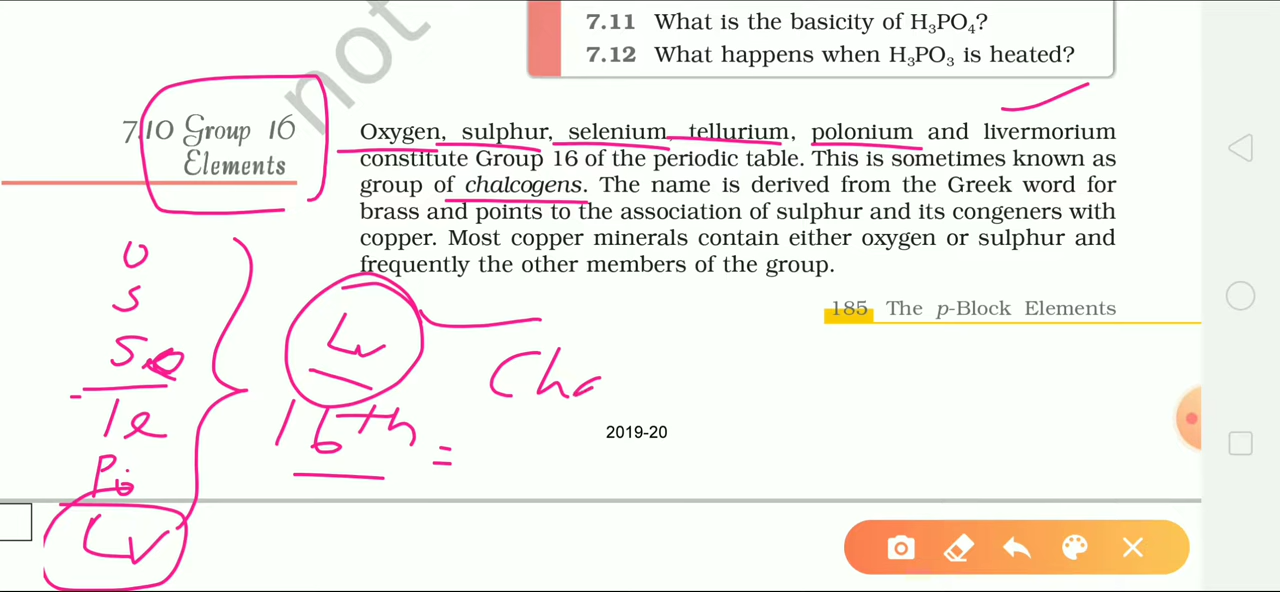 7.11 What is the basicity of H₃PO₄?
7.12 What happens when H₃PO₃ is heated?
not
7.10 Group 16
Elements
Oxygen, sulphur, selenium, tellurium, polonium and livermorium
constitute Group 16 of the periodic table. This is sometimes known as
group of chalcogens. The name is derived from the Greek word for
brass and points to the association of sulphur and its congeners with
copper. Most copper minerals contain either oxygen or sulphur and
frequently the other members of the group.
185 The p-Block Elements
O
S
Se
Te
Po
Lv
Lv
16th =
Cha
2019-20